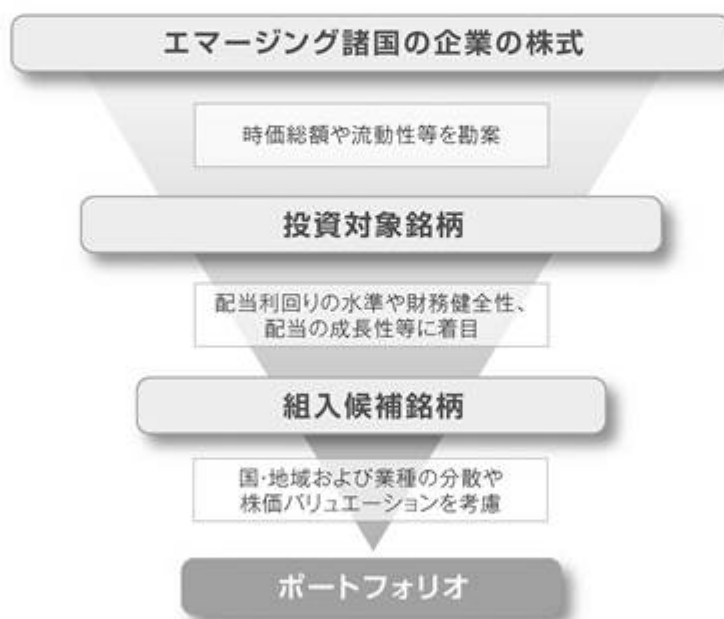 エマージング諸国の企業の株式
時価総額や流動性等を勘案
投資対象銘柄
配当利回りの水準や財務健全性、
配当の成長性等に着目
組入候補銘柄
国・地域および業種の分散や
株価バリュエーションを考慮
ポートフォリオ